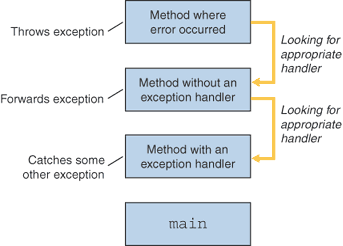 Method where
error occurred
Throws exception
Looking for
appropriate
handler
Method without an
exception handler
Forwards exception
Looking for
appropriate
handler
Method with an
exception handler
Catches some
other exception
main